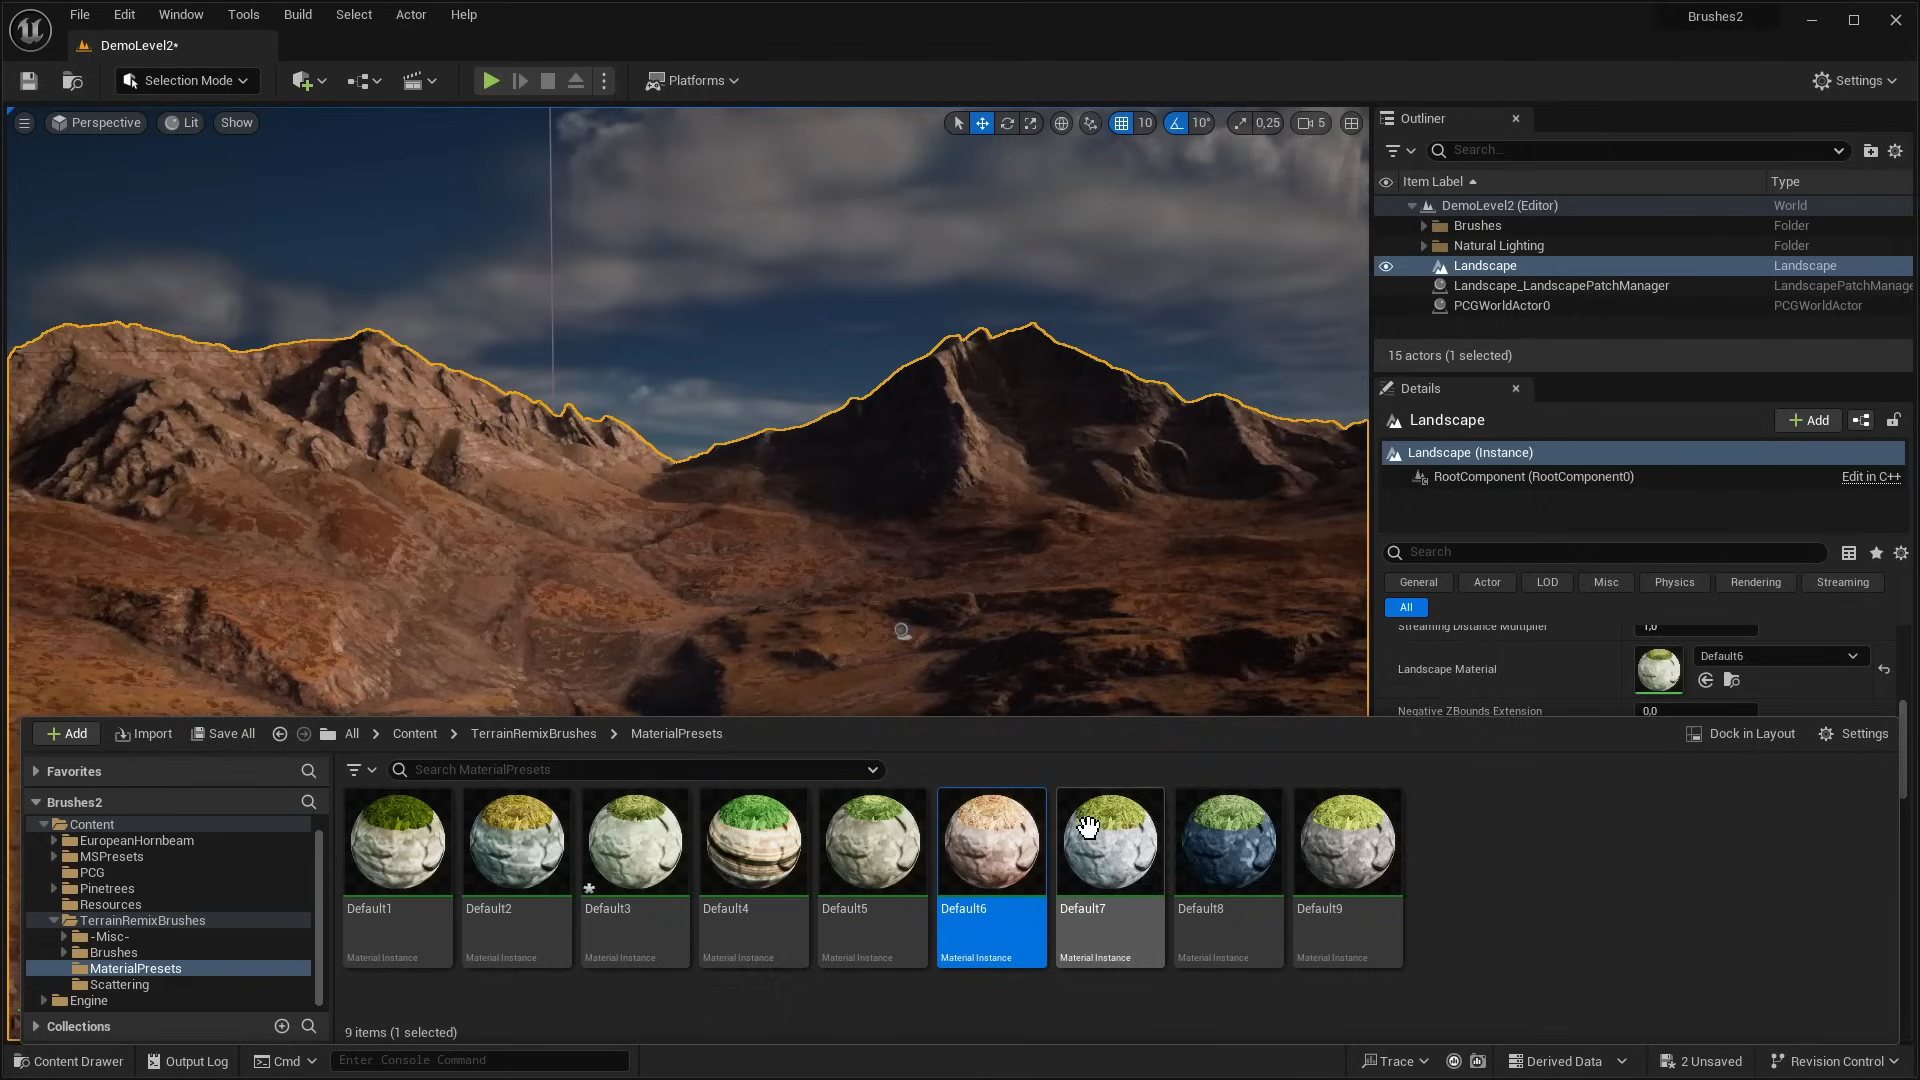 File Edit Window Tools Build Select Actor Help
Brushes2
DemoLevel2*
Selection Mode
Platforms
Settings
Perspective Lit Show
10 10° 0,25 5
Outliner
Search...
Item Label Type
DemoLevel2 (Editor) World
Brushes Folder
Natural Lighting Folder
Landscape Landscape
Landscape_LandscapePatchManager LandscapePatchManage
PCGWorldActor0 PCGWorldActor
15 actors (1 selected)
Details
Landscape
Add
Landscape (Instance)
RootComponent (RootComponent0) Edit in C++
Search
General Actor LOD Misc Physics Rendering Streaming
All
Streaming Distance Multiplier 1,0
Landscape Material Default6
Negative ZBounds Extension 0,0
Add Import Save All All > Content > TerrainRemixBrushes > MaterialPresets
Dock in Layout Settings
Favorites
Search MaterialPresets
Brushes2
Content
EuropeanHornbeam
MSPresets
PCG
Pinetrees
Resources
TerrainRemixBrushes
-Misc-
Brushes
MaterialPresets
Scattering
Engine
Collections
Default1 Default2 Default3 Default4 Default5 Default6 Default7 Default8 Default9
Material Instance Material Instance Material Instance Material Instance Material Instance Material Instance Material Instance Material Instance Material Instance
9 items (1 selected)
Content Drawer Output Log Cmd Enter Console Command
Trace Derived Data 2 Unsaved Revision Control